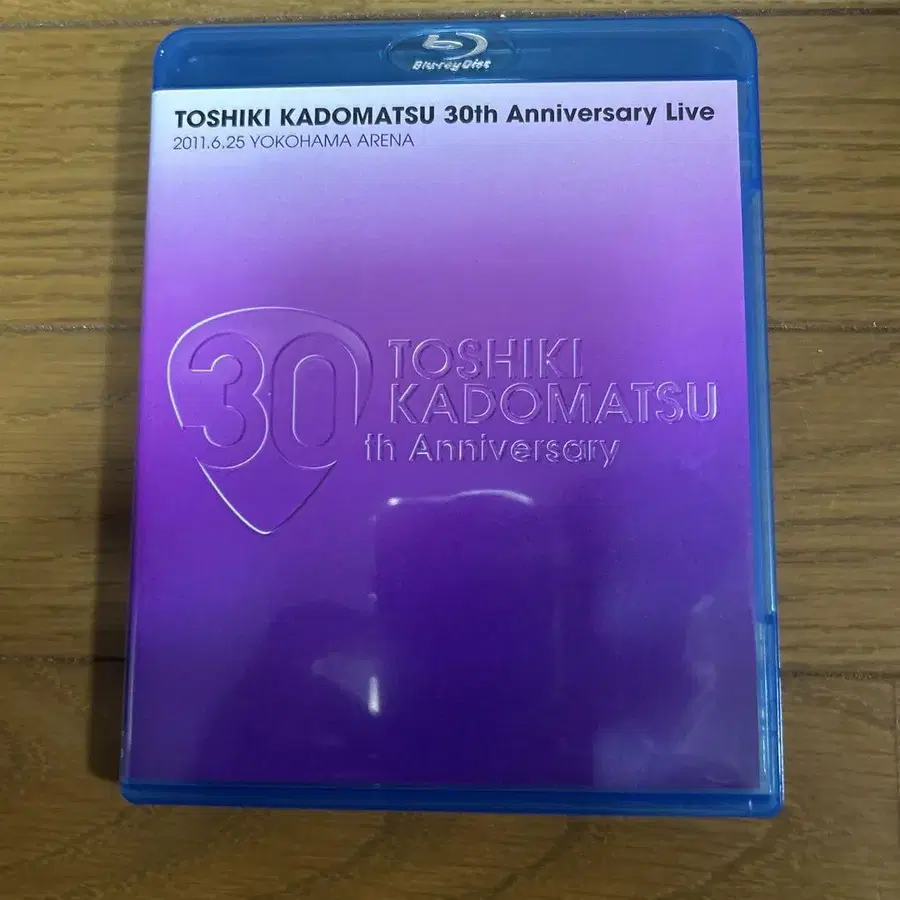 Blu-ray Disc
TOSHIKI KADOMATSU 30th Anniversary Live
2011.6.25 YOKOHAMA ARENA
30
TOSHIKI
KADOMATSU
th Anniversary